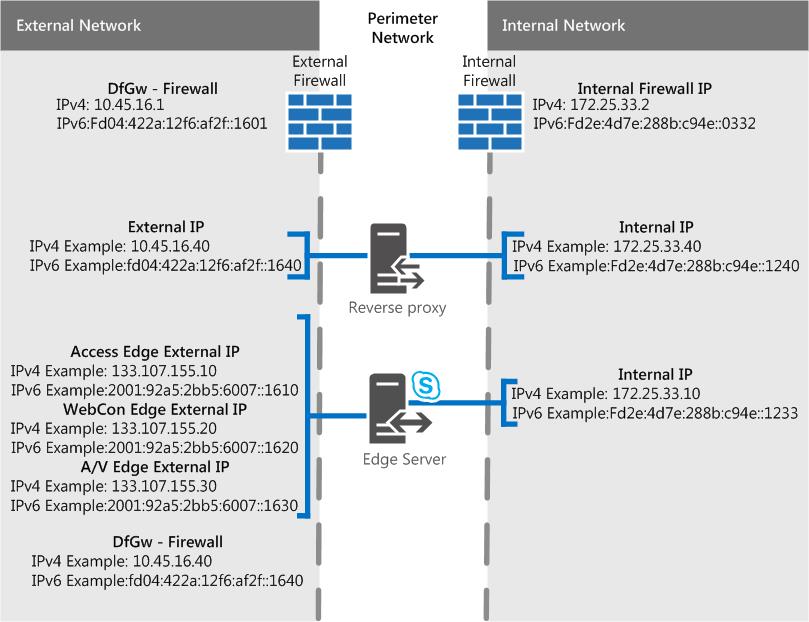 External Network
Perimeter
Network
Internal Network
External
Firewall
Internal
Firewall
DfGw - Firewall
IPv4: 10.45.16.1
IPv6:Fd04:422a:12f6:af2f::1601
Internal Firewall IP
IPv4: 172.25.33.2
IPv6:Fd2e:4d7e:288b:c94e::0332
External IP
IPv4 Example: 10.45.16.40
IPv6 Example:fd04:422a:12f6:af2f::1640
Reverse proxy
Internal IP
IPv4 Example: 172.25.33.40
IPv6 Example:Fd2e:4d7e:288b:c94e::1240
Access Edge External IP
IPv4 Example: 133.107.155.10
IPv6 Example:2001:92a5:2bb5:6007::1610
WebCon Edge External IP
IPv4 Example: 133.107.155.20
IPv6 Example:2001:92a5:2bb5:6007::1620
A/V Edge External IP
IPv4 Example: 133.107.155.30
IPv6 Example:2001:92a5:2bb5:6007::1630
S
Edge Server
Internal IP
IPv4 Example: 172.25.33.10
IPv6 Example:Fd2e:4d7e:288b:c94e::1233
DfGw - Firewall
IPv4 Example: 10.45.16.40
IPv6 Example:fd04:422a:12f6:af2f::1640